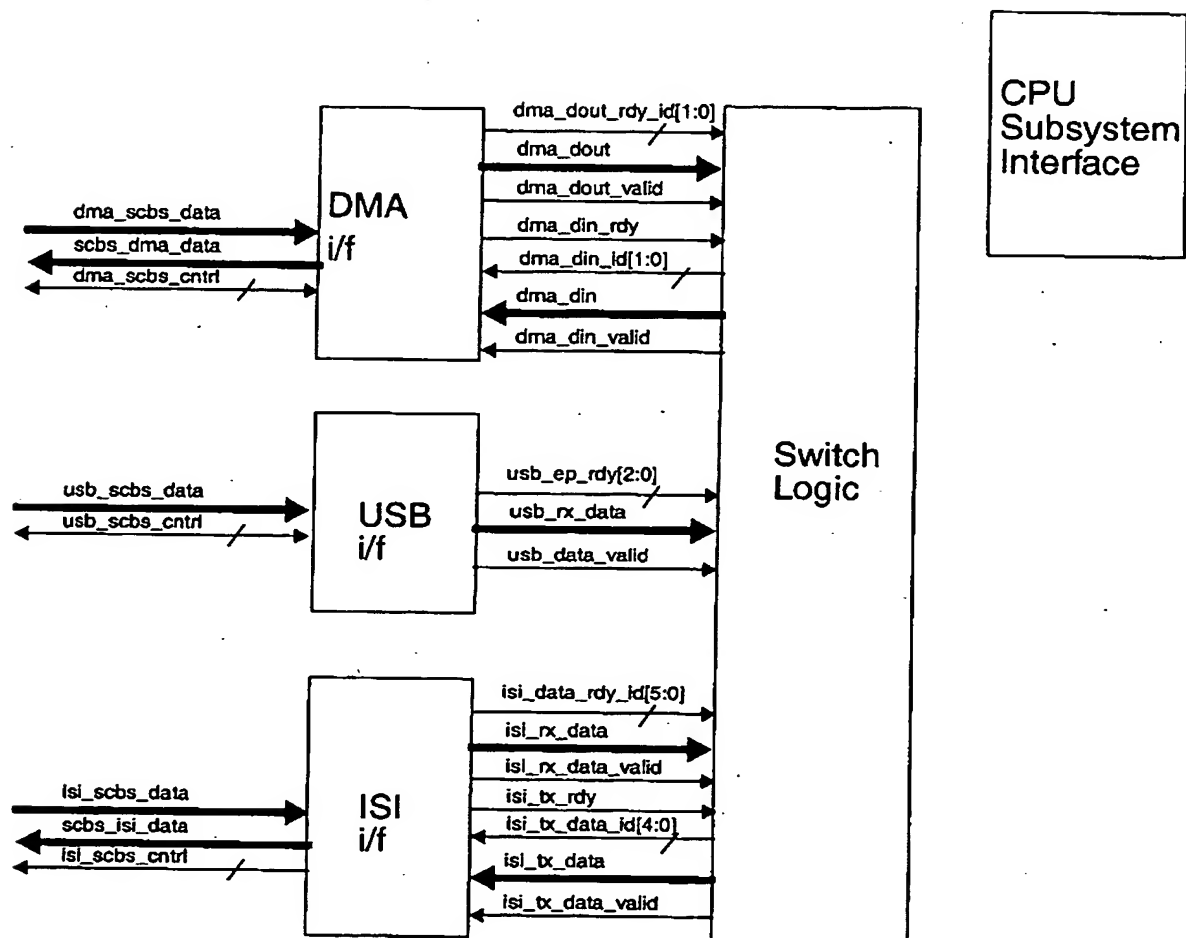 CPU
Subsystem
Interface
dma_dout_rdy_id[1:0]
dma_dout
dma_dout_valid
dma_din_rdy
dma_din_id[1:0]
dma_din
dma_din_valid
DMA
i/f
dma_scbs_data
scbs_dma_data
dma_scbs_cntrl
Switch
Logic
usb_ep_rdy[2:0]
usb_rx_data
usb_data_valid
USB
i/f
usb_scbs_data
usb_scbs_cntrl
isi_data_rdy_id[5:0]
isi_rx_data
isi_rx_data_valid
isi_tx_rdy
isi_tx_data_id[4:0]
isi_tx_data
isi_tx_data_valid
ISI
i/f
isi_scbs_data
scbs_isi_data
isi_scbs_cntrl